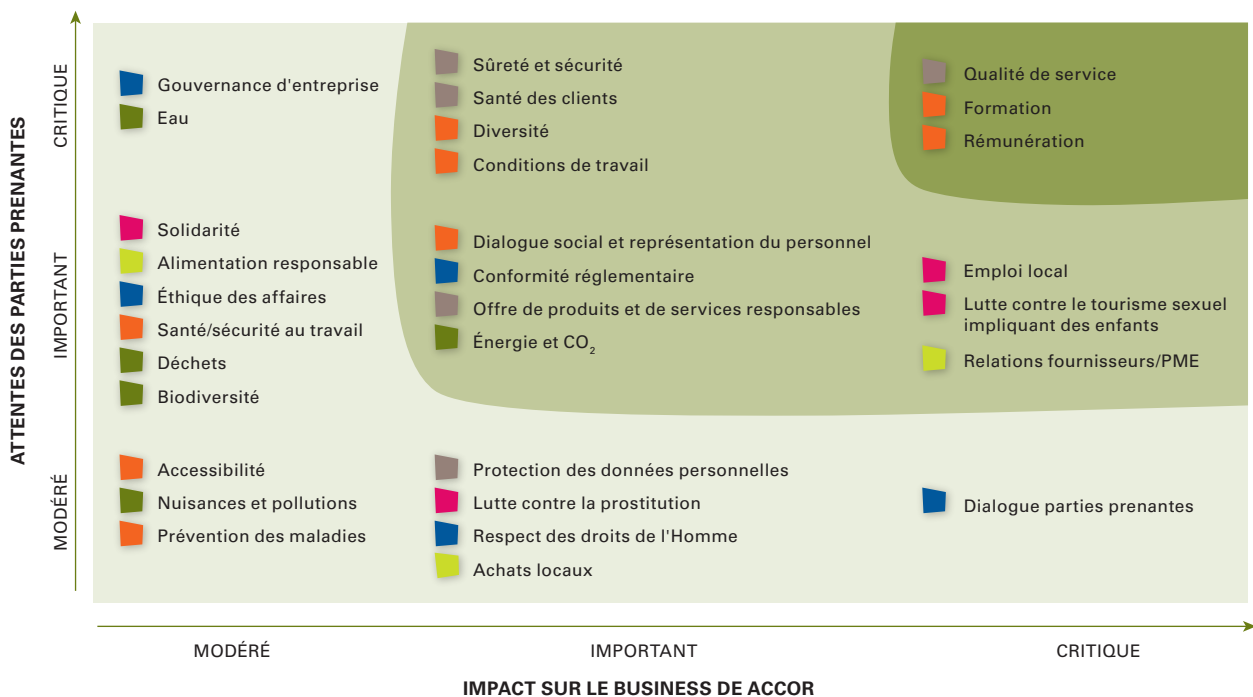 ATTENTES DES PARTIES PRENANTES
CRITIQUE
Gouvernance d'entreprise
Eau
Sûreté et sécurité
Santé des clients
Diversité
Conditions de travail
Qualité de service
Formation
Rémunération
IMPORTANT
Solidarité
Alimentation responsable
Éthique des affaires
Santé/sécurité au travail
Déchets
Biodiversité
Dialogue social et représentation du personnel
Conformité réglementaire
Offre de produits et de services responsables
Énergie et CO₂
Emploi local
Lutte contre le tourisme sexuel
impliquant des enfants
Relations fournisseurs/PME
MODÉRÉ
Accessibilité
Nuisances et pollutions
Prévention des maladies
Protection des données personnelles
Lutte contre la prostitution
Respect des droits de l'Homme
Achats locaux
Dialogue parties prenantes
MODÉRÉ
IMPORTANT
CRITIQUE
IMPACT SUR LE BUSINESS DE ACCOR